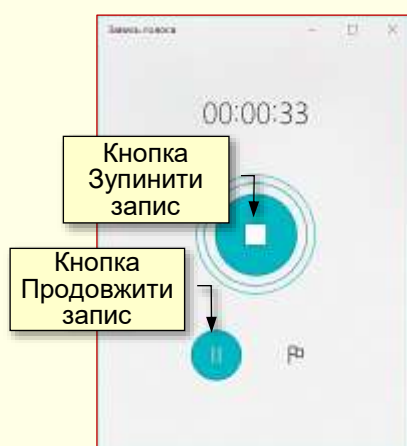 Запись голоса
00:00:33
Кнопка
Зупинити
запис
Кнопка
Продовжити
запис